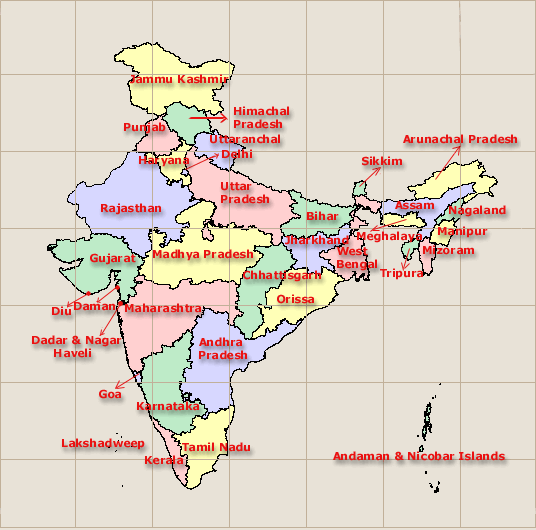 Jammu Kashmir
Himachal
Pradesh
Punjab
Uttaranchal
Arunachal Pradesh
Haryana
Delhi
Sikkim
Uttar
Pradesh
Rajasthan
Assam
Nagaland
Bihar
Meghalaya
Manipur
Jharkhand
Gujarat
Madhya Pradesh
West
Bengal
Mizoram
Chhattusgarh
Tripura
Orissa
Diu
Daman
Maharashtra
Dadar & Nagar
Haveli
Andhra
Pradesh
Goa
Karnataka
Lakshadweep
Tamil Nadu
Kerala
Andaman & Nicobar Islands